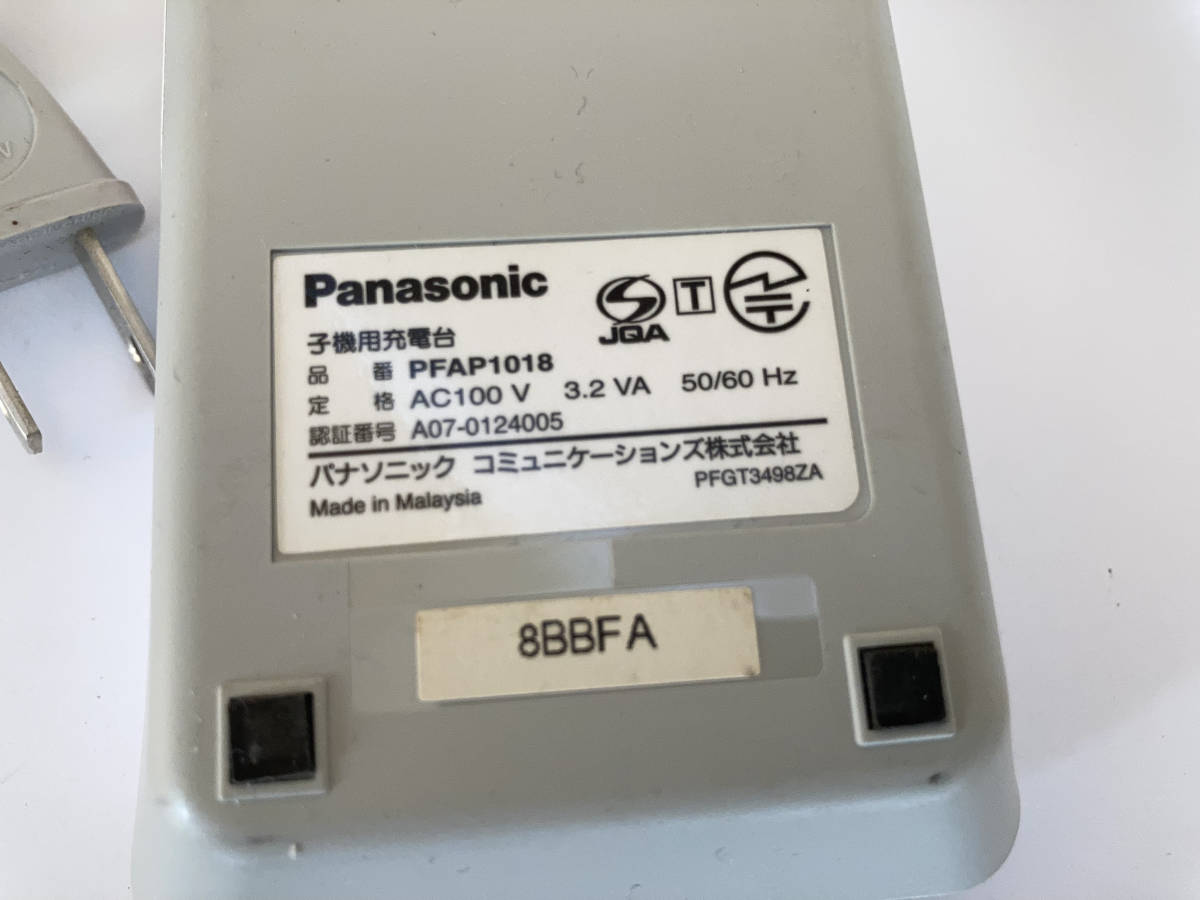 Panasonic
JQA
T
子機用充電台
品 番 PFAP1018
定 格 AC100 V 3.2 VA 50/60 Hz
認証番号 A07-0124005
パナソニック コミュニケーションズ株式会社
Made in Malaysia
PFGT3498ZA
8BBFA